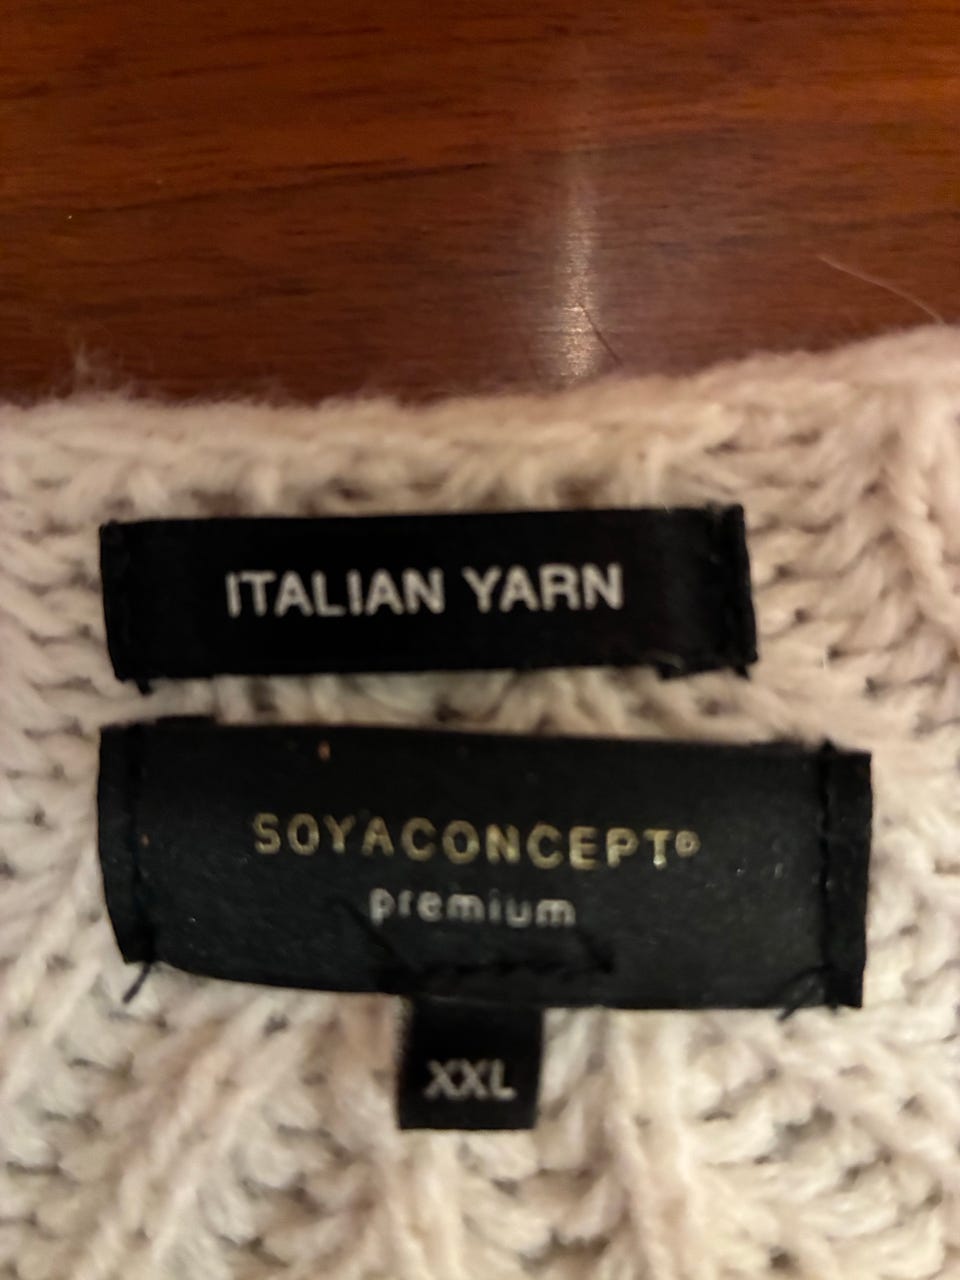 ITALIAN YARN
SOYACONCEPT®
premium
XXL